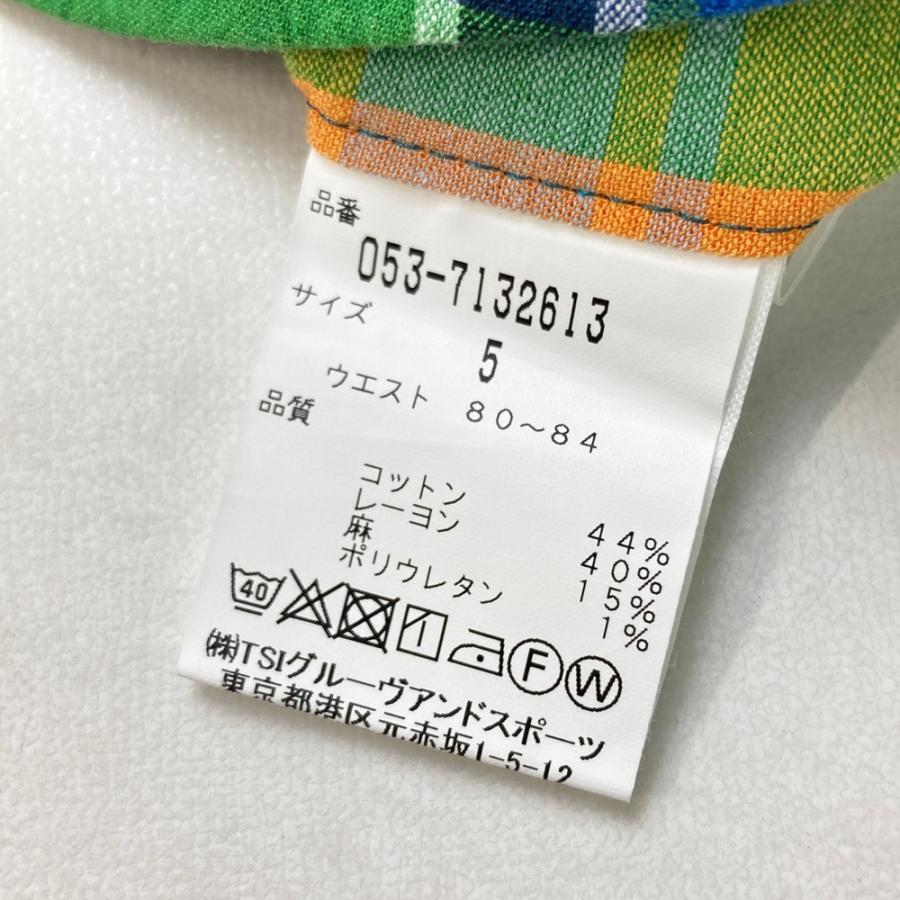 品番
053-7132613
サイズ
5
ウエスト 80～84
品質
コットン 44%
レーヨン 40%
麻 15%
ポリウレタン 1%
40 F W
㈱TSIグルーヴアンドスポーツ
東京都港区元赤坂1-5-12